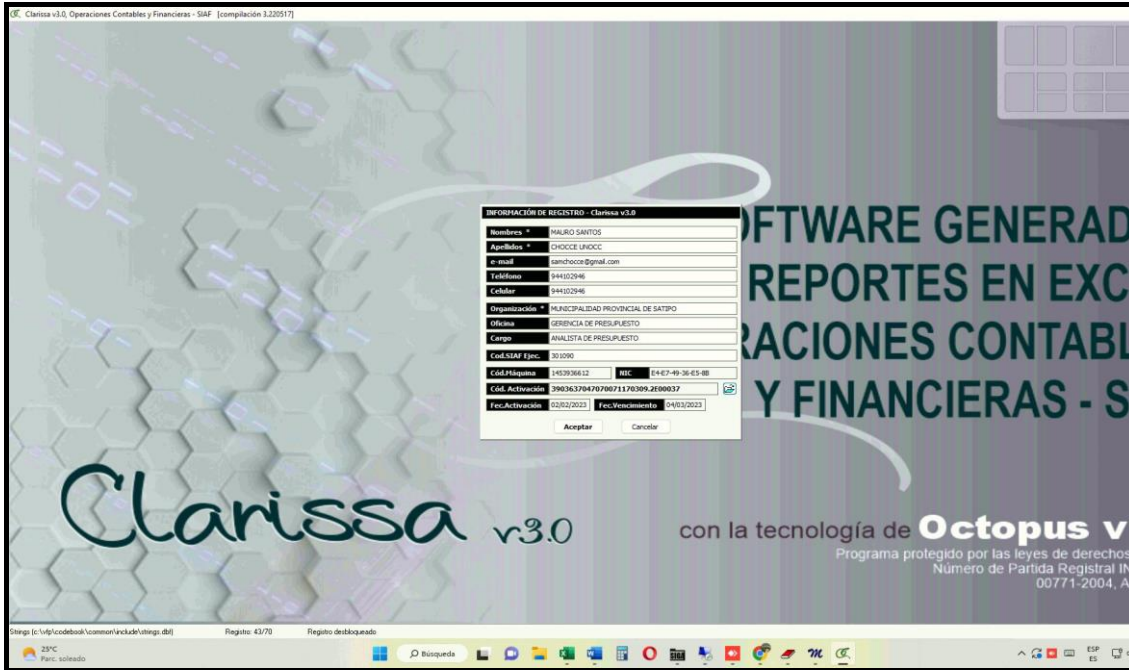 Clarissa v3.0, Operaciones Contables y Financieras - SIAF [compilación 3.220517]
INFORMACIÓN DE REGISTRO - Clarissa v3.0
Nombres * MAURO SANTOS
Apellidos * CHOCCE UNOCC
e-mail samchocce@gmail.com
Teléfono 944102946
Celular 944102946
Organización * MUNICIPALIDAD PROVINCIAL DE SATIPO
Oficina GERENCIA DE PRESUPUESTO
Cargo ANALISTA DE PRESUPUESTO
Cod.SIAF Ejec. 301090
Cód.Máquina 1453936612 NIC E4-E7-49-36-E5-8B
Cód. Activación 3903637047070071170309.2E00037
Fec.Activación 02/02/2023 Fec.Vencimiento 04/03/2023
Aceptar Cancelar
OFTWARE GENERAD
REPORTES EN EXC
RACIONES CONTABL
Y FINANCIERAS - S
Clarissa v3.0
con la tecnología de Octopus v
Programa protegido por las leyes de derechos
Número de Partida Registral IN
00771-2004, A
Strings (c:\vfp\codebook\common\include\strings.dbf) Registro: 43/70 Registro desbloqueado
23°C
Parc. soleado
Búsqueda
SIGA
ESP
ES